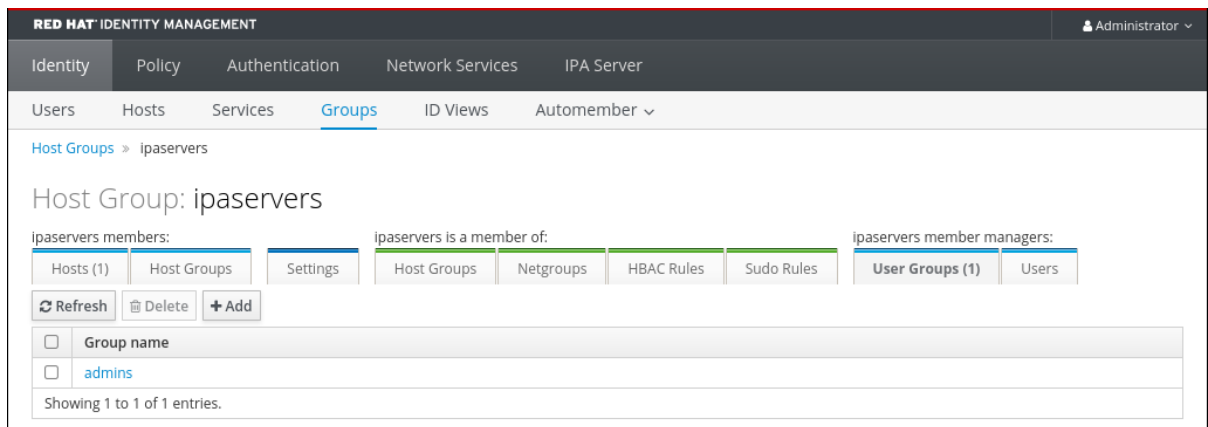 RED HAT® IDENTITY MANAGEMENT Administrator
Identity Policy Authentication Network Services IPA Server
Users Hosts Services Groups ID Views Automember
Host Groups » ipaservers
Host Group: ipaservers
ipaservers members: ipaservers is a member of: ipaservers member managers:
Hosts (1) Host Groups Settings Host Groups Netgroups HBAC Rules Sudo Rules User Groups (1) Users
Refresh Delete Add
Group name
admins
Showing 1 to 1 of 1 entries.